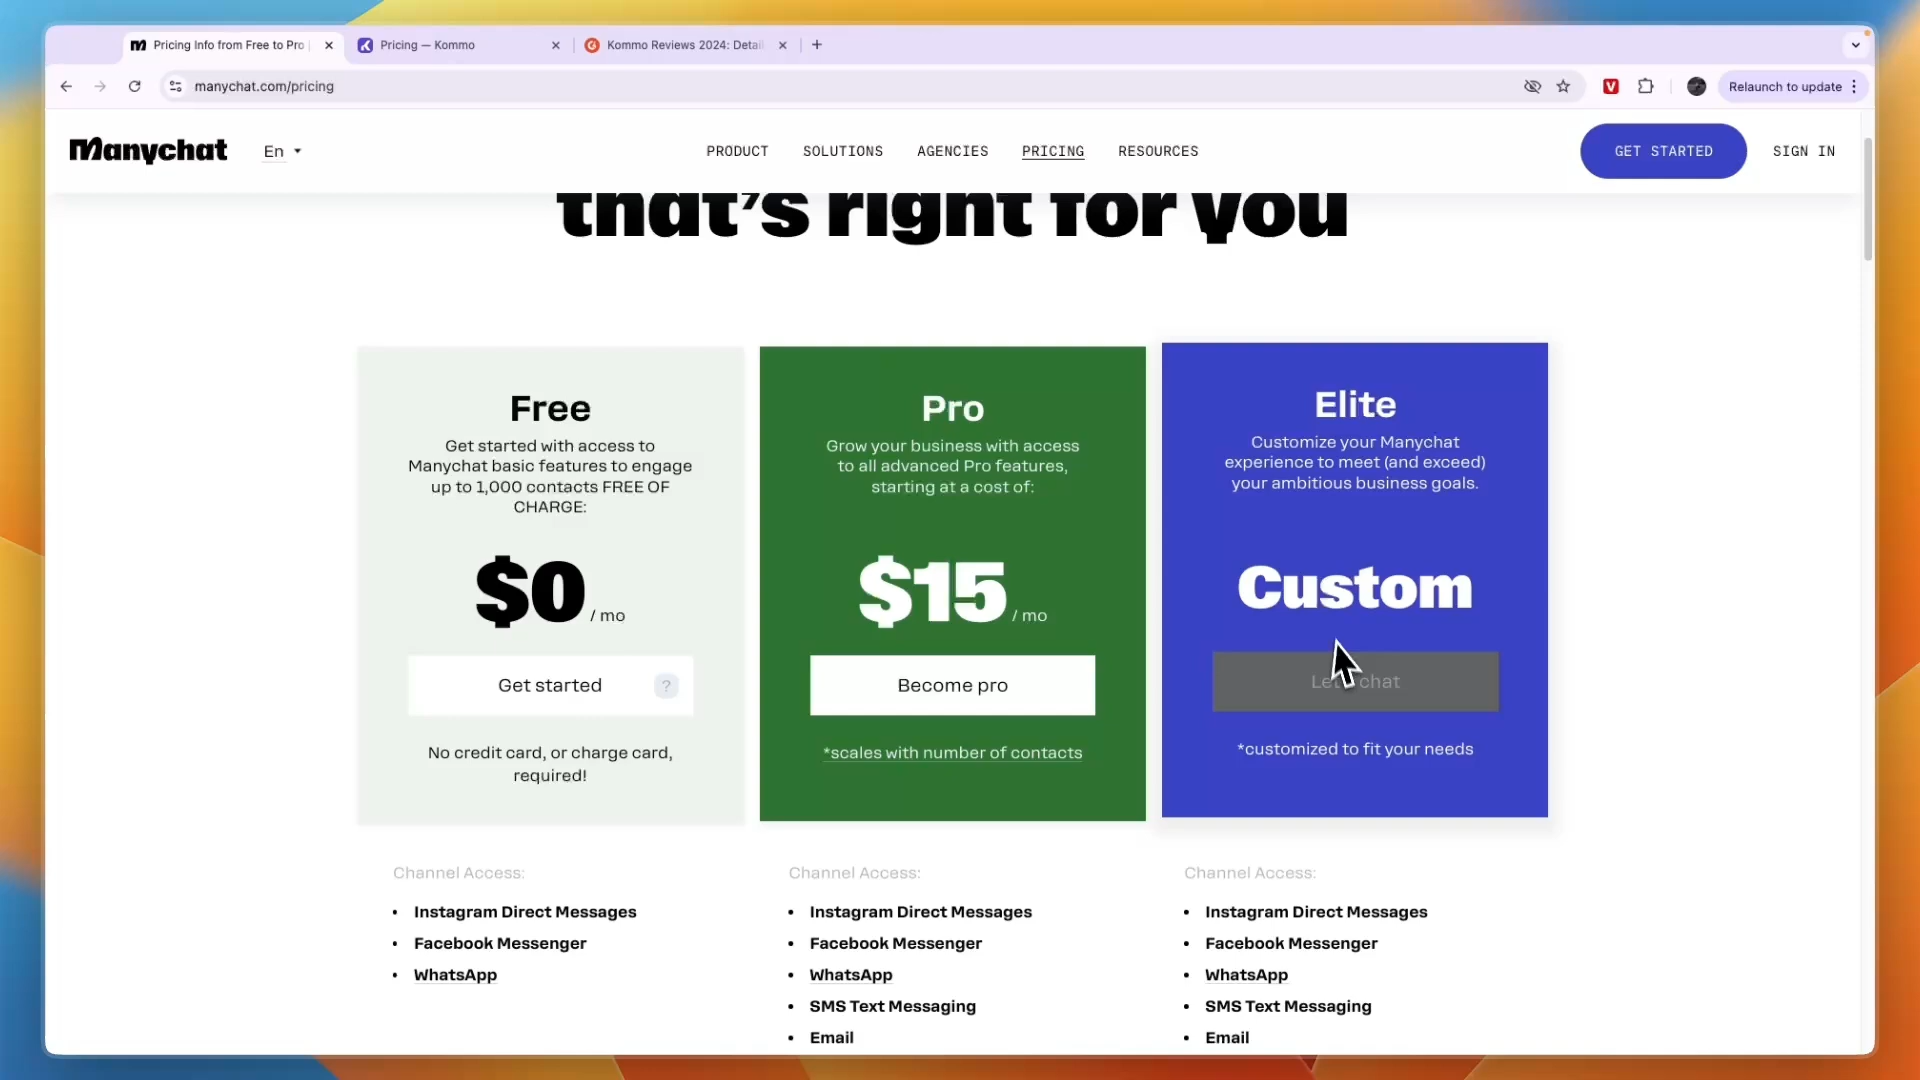 Pricing Info from Free to Pro
Pricing — Kommo
Kommo Reviews 2024: Detai
manychat.com/pricing
Relaunch to update
Manychat
En
PRODUCT
SOLUTIONS
AGENCIES
PRICING
RESOURCES
GET STARTED
SIGN IN
that's right for you
Free
Get started with access to
Manychat basic features to engage
up to 1,000 contacts FREE OF
CHARGE:
$0 / mo
Get started
?
No credit card, or charge card,
required!
Channel Access:
• Instagram Direct Messages
• Facebook Messenger
• WhatsApp
Pro
Grow your business with access
to all advanced Pro features,
starting at a cost of:
$15 / mo
Become pro
*scales with number of contacts
Channel Access:
• Instagram Direct Messages
• Facebook Messenger
• WhatsApp
• SMS Text Messaging
• Email
Elite
Customize your Manychat
experience to meet (and exceed)
your ambitious business goals.
Custom
chat
*customized to fit your needs
Channel Access:
• Instagram Direct Messages
• Facebook Messenger
• WhatsApp
• SMS Text Messaging
• Email